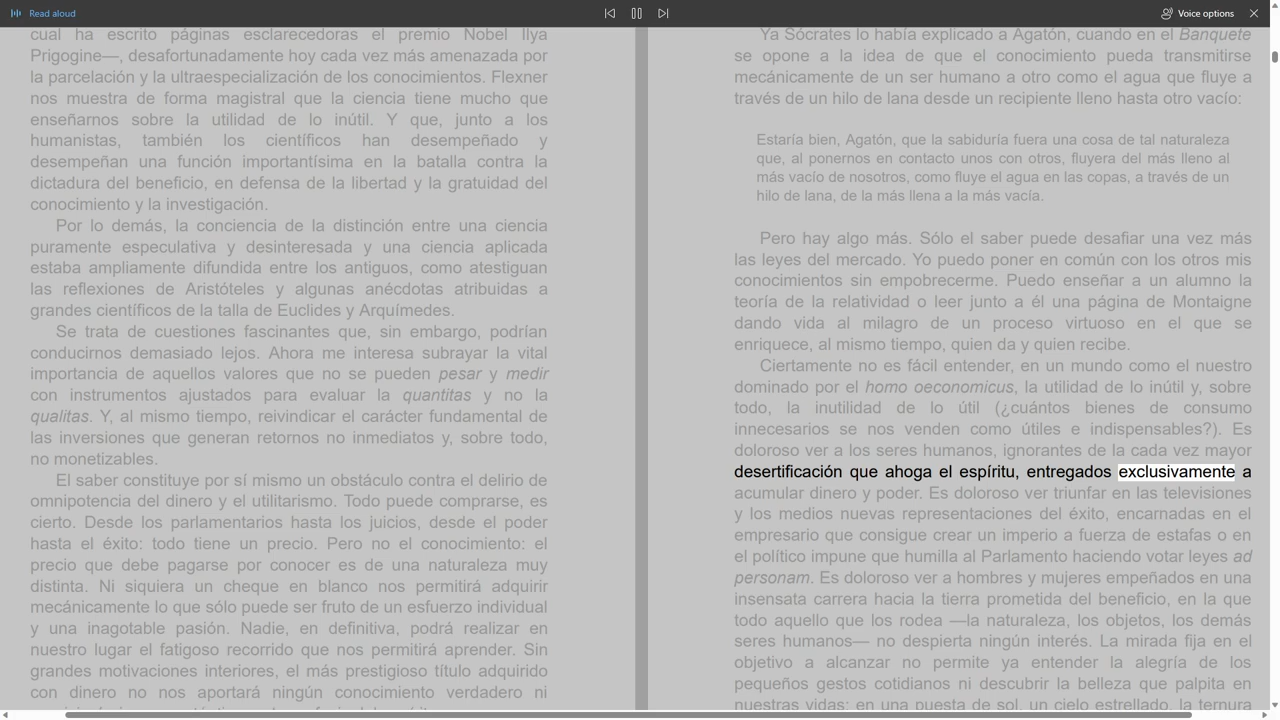 Read aloud
Voice options
cual ha escrito páginas esclarecedoras el premio Nobel Ilya
Prigogine—, desafortunadamente hoy cada vez más amenazada por
la parcelación y la ultraespecialización de los conocimientos. Flexner
nos muestra de forma magistral que la ciencia tiene mucho que
enseñarnos sobre la utilidad de lo inútil. Y que, junto a los
humanistas, también los científicos han desempeñado y
desempeñan una función importantísima en la batalla contra la
dictadura del beneficio, en defensa de la libertad y la gratuidad del
conocimiento y la investigación.
Por lo demás, la conciencia de la distinción entre una ciencia
puramente especulativa y desinteresada y una ciencia aplicada
estaba ampliamente difundida entre los antiguos, como atestiguan
las reflexiones de Aristóteles y algunas anécdotas atribuidas a
grandes científicos de la talla de Euclides y Arquímedes.
Se trata de cuestiones fascinantes que, sin embargo, podrían
conducirnos demasiado lejos. Ahora me interesa subrayar la vital
importancia de aquellos valores que no se pueden pesar y medir
con instrumentos ajustados para evaluar la quantitas y no la
qualitas. Y, al mismo tiempo, reivindicar el carácter fundamental de
las inversiones que generan retornos no inmediatos y, sobre todo,
no monetizables.
El saber constituye por sí mismo un obstáculo contra el delirio de
omnipotencia del dinero y el utilitarismo. Todo puede comprarse, es
cierto. Desde los parlamentarios hasta los juicios, desde el poder
hasta el éxito: todo tiene un precio. Pero no el conocimiento: el
precio que debe pagarse por conocer es de una naturaleza muy
distinta. Ni siquiera un cheque en blanco nos permitirá adquirir
mecánicamente lo que sólo puede ser fruto de un esfuerzo individual
y una inagotable pasión. Nadie, en definitiva, podrá realizar en
nuestro lugar el fatigoso recorrido que nos permitirá aprender. Sin
grandes motivaciones interiores, el más prestigioso título adquirido
con dinero no nos aportará ningún conocimiento verdadero ni
Ya Sócrates lo había explicado a Agatón, cuando en el Banquete
se opone a la idea de que el conocimiento pueda transmitirse
mecánicamente de un ser humano a otro como el agua que fluye a
través de un hilo de lana desde un recipiente lleno hasta otro vacío:
Estaría bien, Agatón, que la sabiduría fuera una cosa de tal naturaleza
que, al ponernos en contacto unos con otros, fluyera del más lleno al
más vacío de nosotros, como fluye el agua en las copas, a través de un
hilo de lana, de la más llena a la más vacía.
Pero hay algo más. Sólo el saber puede desafiar una vez más
las leyes del mercado. Yo puedo poner en común con los otros mis
conocimientos sin empobrecerme. Puedo enseñar a un alumno la
teoría de la relatividad o leer junto a él una página de Montaigne
dando vida al milagro de un proceso virtuoso en el que se
enriquece, al mismo tiempo, quien da y quien recibe.
Ciertamente no es fácil entender, en un mundo como el nuestro
dominado por el homo oeconomicus, la utilidad de lo inútil y, sobre
todo, la inutilidad de lo útil (¿cuántos bienes de consumo
innecesarios se nos venden como útiles e indispensables?). Es
doloroso ver a los seres humanos, ignorantes de la cada vez mayor
desertificación que ahoga el espíritu, entregados exclusivamente a
acumular dinero y poder. Es doloroso ver triunfar en las televisiones
y los medios nuevas representaciones del éxito, encarnadas en el
empresario que consigue crear un imperio a fuerza de estafas o en
el político impune que humilla al Parlamento haciendo votar leyes ad
personam. Es doloroso ver a hombres y mujeres empeñados en una
insensata carrera hacia la tierra prometida del beneficio, en la que
todo aquello que los rodea —la naturaleza, los objetos, los demás
seres humanos— no despierta ningún interés. La mirada fija en el
objetivo a alcanzar no permite ya entender la alegría de los
pequeños gestos cotidianos ni descubrir la belleza que palpita en
nuestras vidas: en una puesta de sol, un cielo estrellado, la ternura